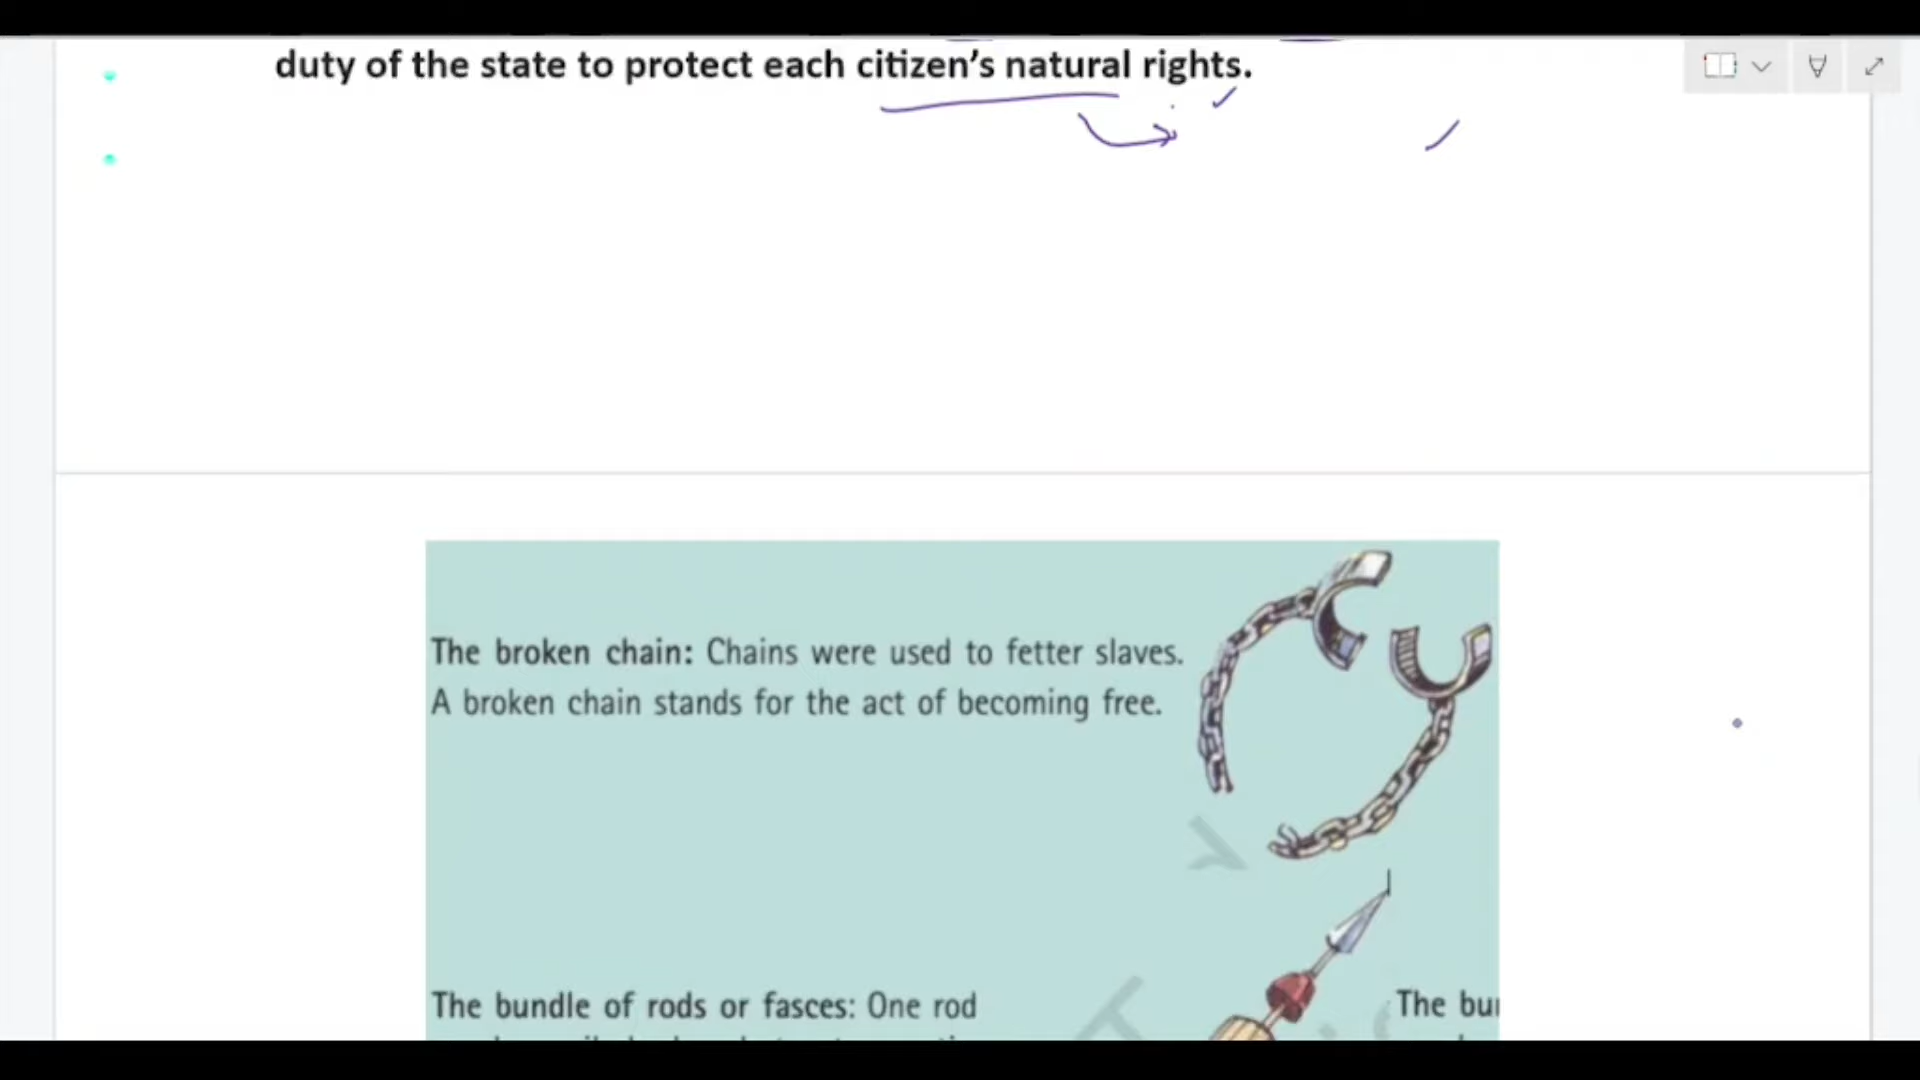 duty of the state to protect each citizen’s natural rights.
The broken chain: Chains were used to fetter slaves.
A broken chain stands for the act of becoming free.
The bundle of rods or fasces: One rod
The